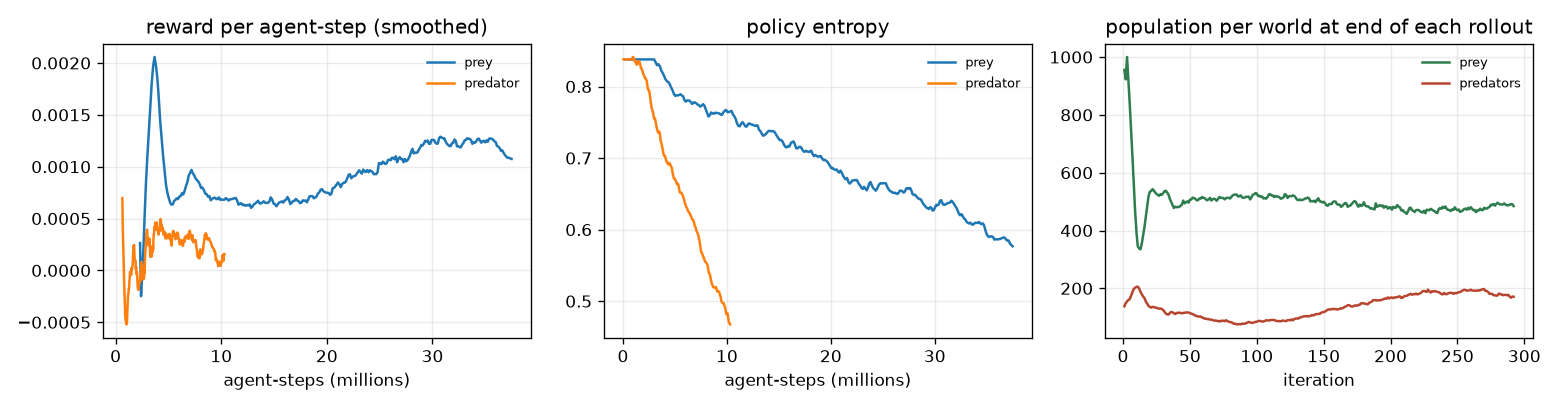 reward per agent-step (smoothed)
0.0020
0.0015
0.0010
0.0005
0.0000
−0.0005
0
10
20
30
agent-steps (millions)
prey
predator
policy entropy
0.8
0.7
0.6
0.5
0
10
20
30
agent-steps (millions)
prey
predator
population per world at end of each rollout
1000
800
600
400
200
0
50
100
150
200
250
300
iteration
prey
predators